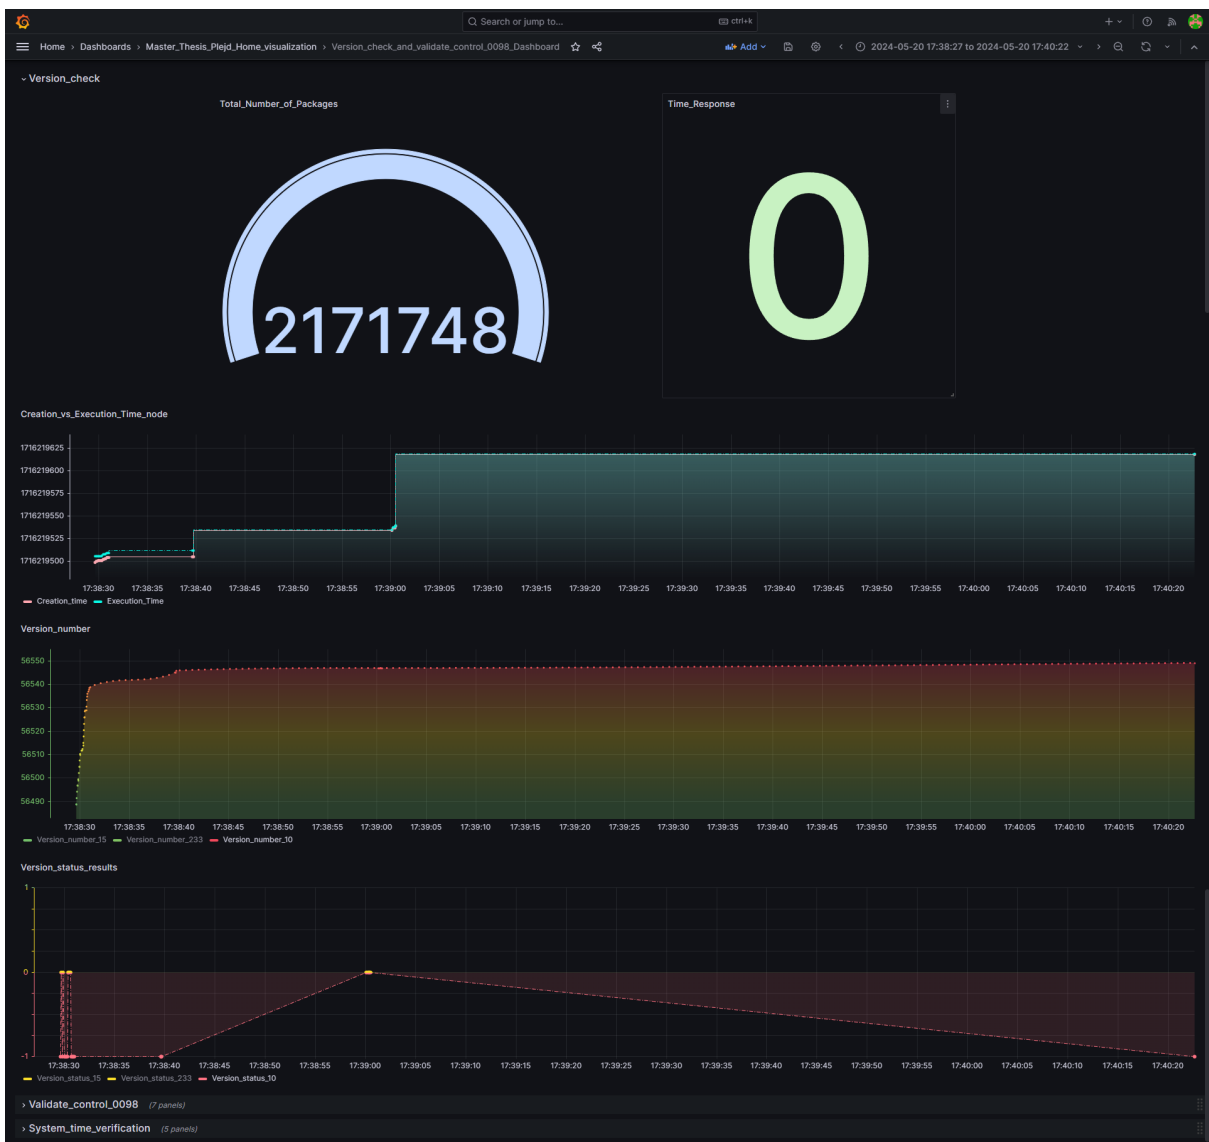 Search or jump to... ctrl+k
Home › Dashboards › Master_Thesis_Plejd_Home_visualization › Version_check_and_validate_control_0098_Dashboard Add 2024-05-20 17:38:27 to 2024-05-20 17:40:22
Version_check
Total_Number_of_Packages
Time_Response
2171748
0
Creation_vs_Execution_Time_node
1716219625
1716219600
1716219575
1716219550
1716219525
1716219500
17:38:30 17:38:35 17:38:40 17:38:45 17:38:50 17:38:55 17:39:00 17:39:05 17:39:10 17:39:15 17:39:20 17:39:25 17:39:30 17:39:35 17:39:40 17:39:45 17:39:50 17:39:55 17:40:00 17:40:05 17:40:10 17:40:15 17:40:20
Creation_time Execution_Time
Version_number
56550
56540
56530
56520
56510
56500
56490
17:38:30 17:38:35 17:38:40 17:38:45 17:38:50 17:38:55 17:39:00 17:39:05 17:39:10 17:39:15 17:39:20 17:39:25 17:39:30 17:39:35 17:39:40 17:39:45 17:39:50 17:39:55 17:40:00 17:40:05 17:40:10 17:40:15 17:40:20
Version_number_15 Version_number_233 Version_number_10
Version_status_results
1
0
-1
17:38:30 17:38:35 17:38:40 17:38:45 17:38:50 17:38:55 17:39:00 17:39:05 17:39:10 17:39:15 17:39:20 17:39:25 17:39:30 17:39:35 17:39:40 17:39:45 17:39:50 17:39:55 17:40:00 17:40:05 17:40:10 17:40:15 17:40:20
Version_status_15 Version_status_233 Version_status_10
Validate_control_0098 (7 panels)
System_time_verification (5 panels)